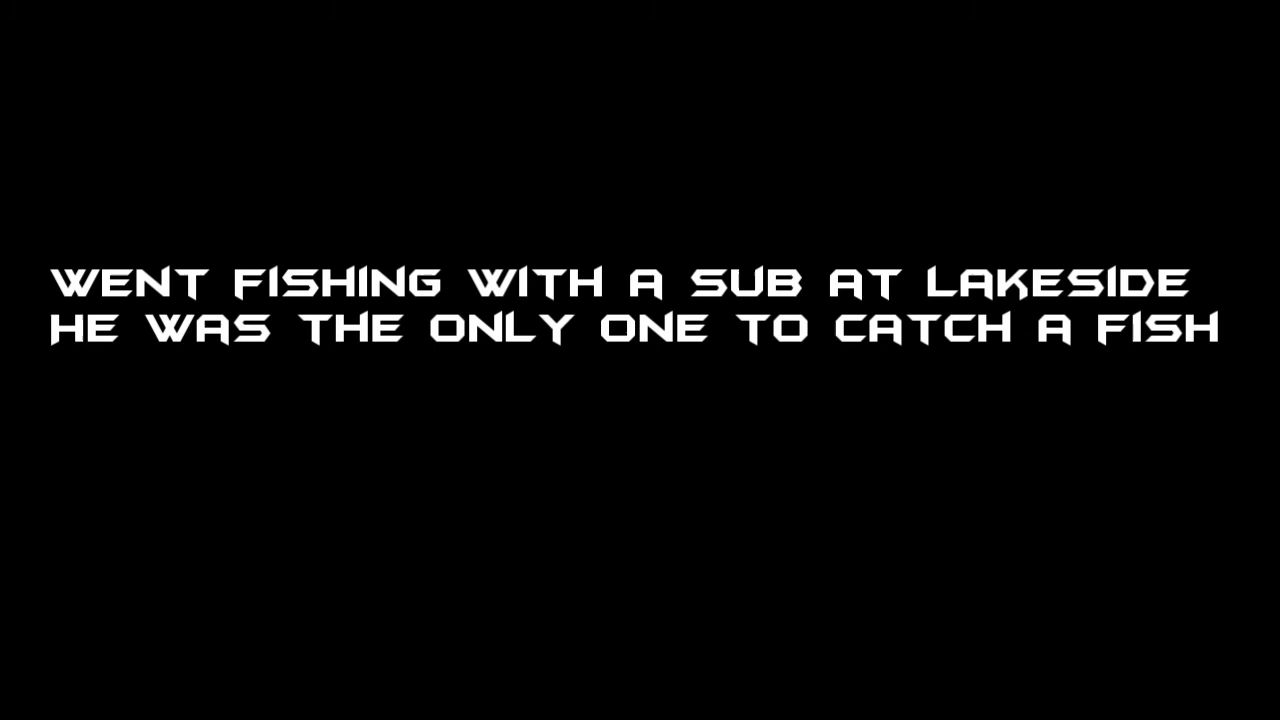 WENT FISHING WITH A SUB AT LAKESIDE
HE WAS THE ONLY ONE TO CATCH A FISH